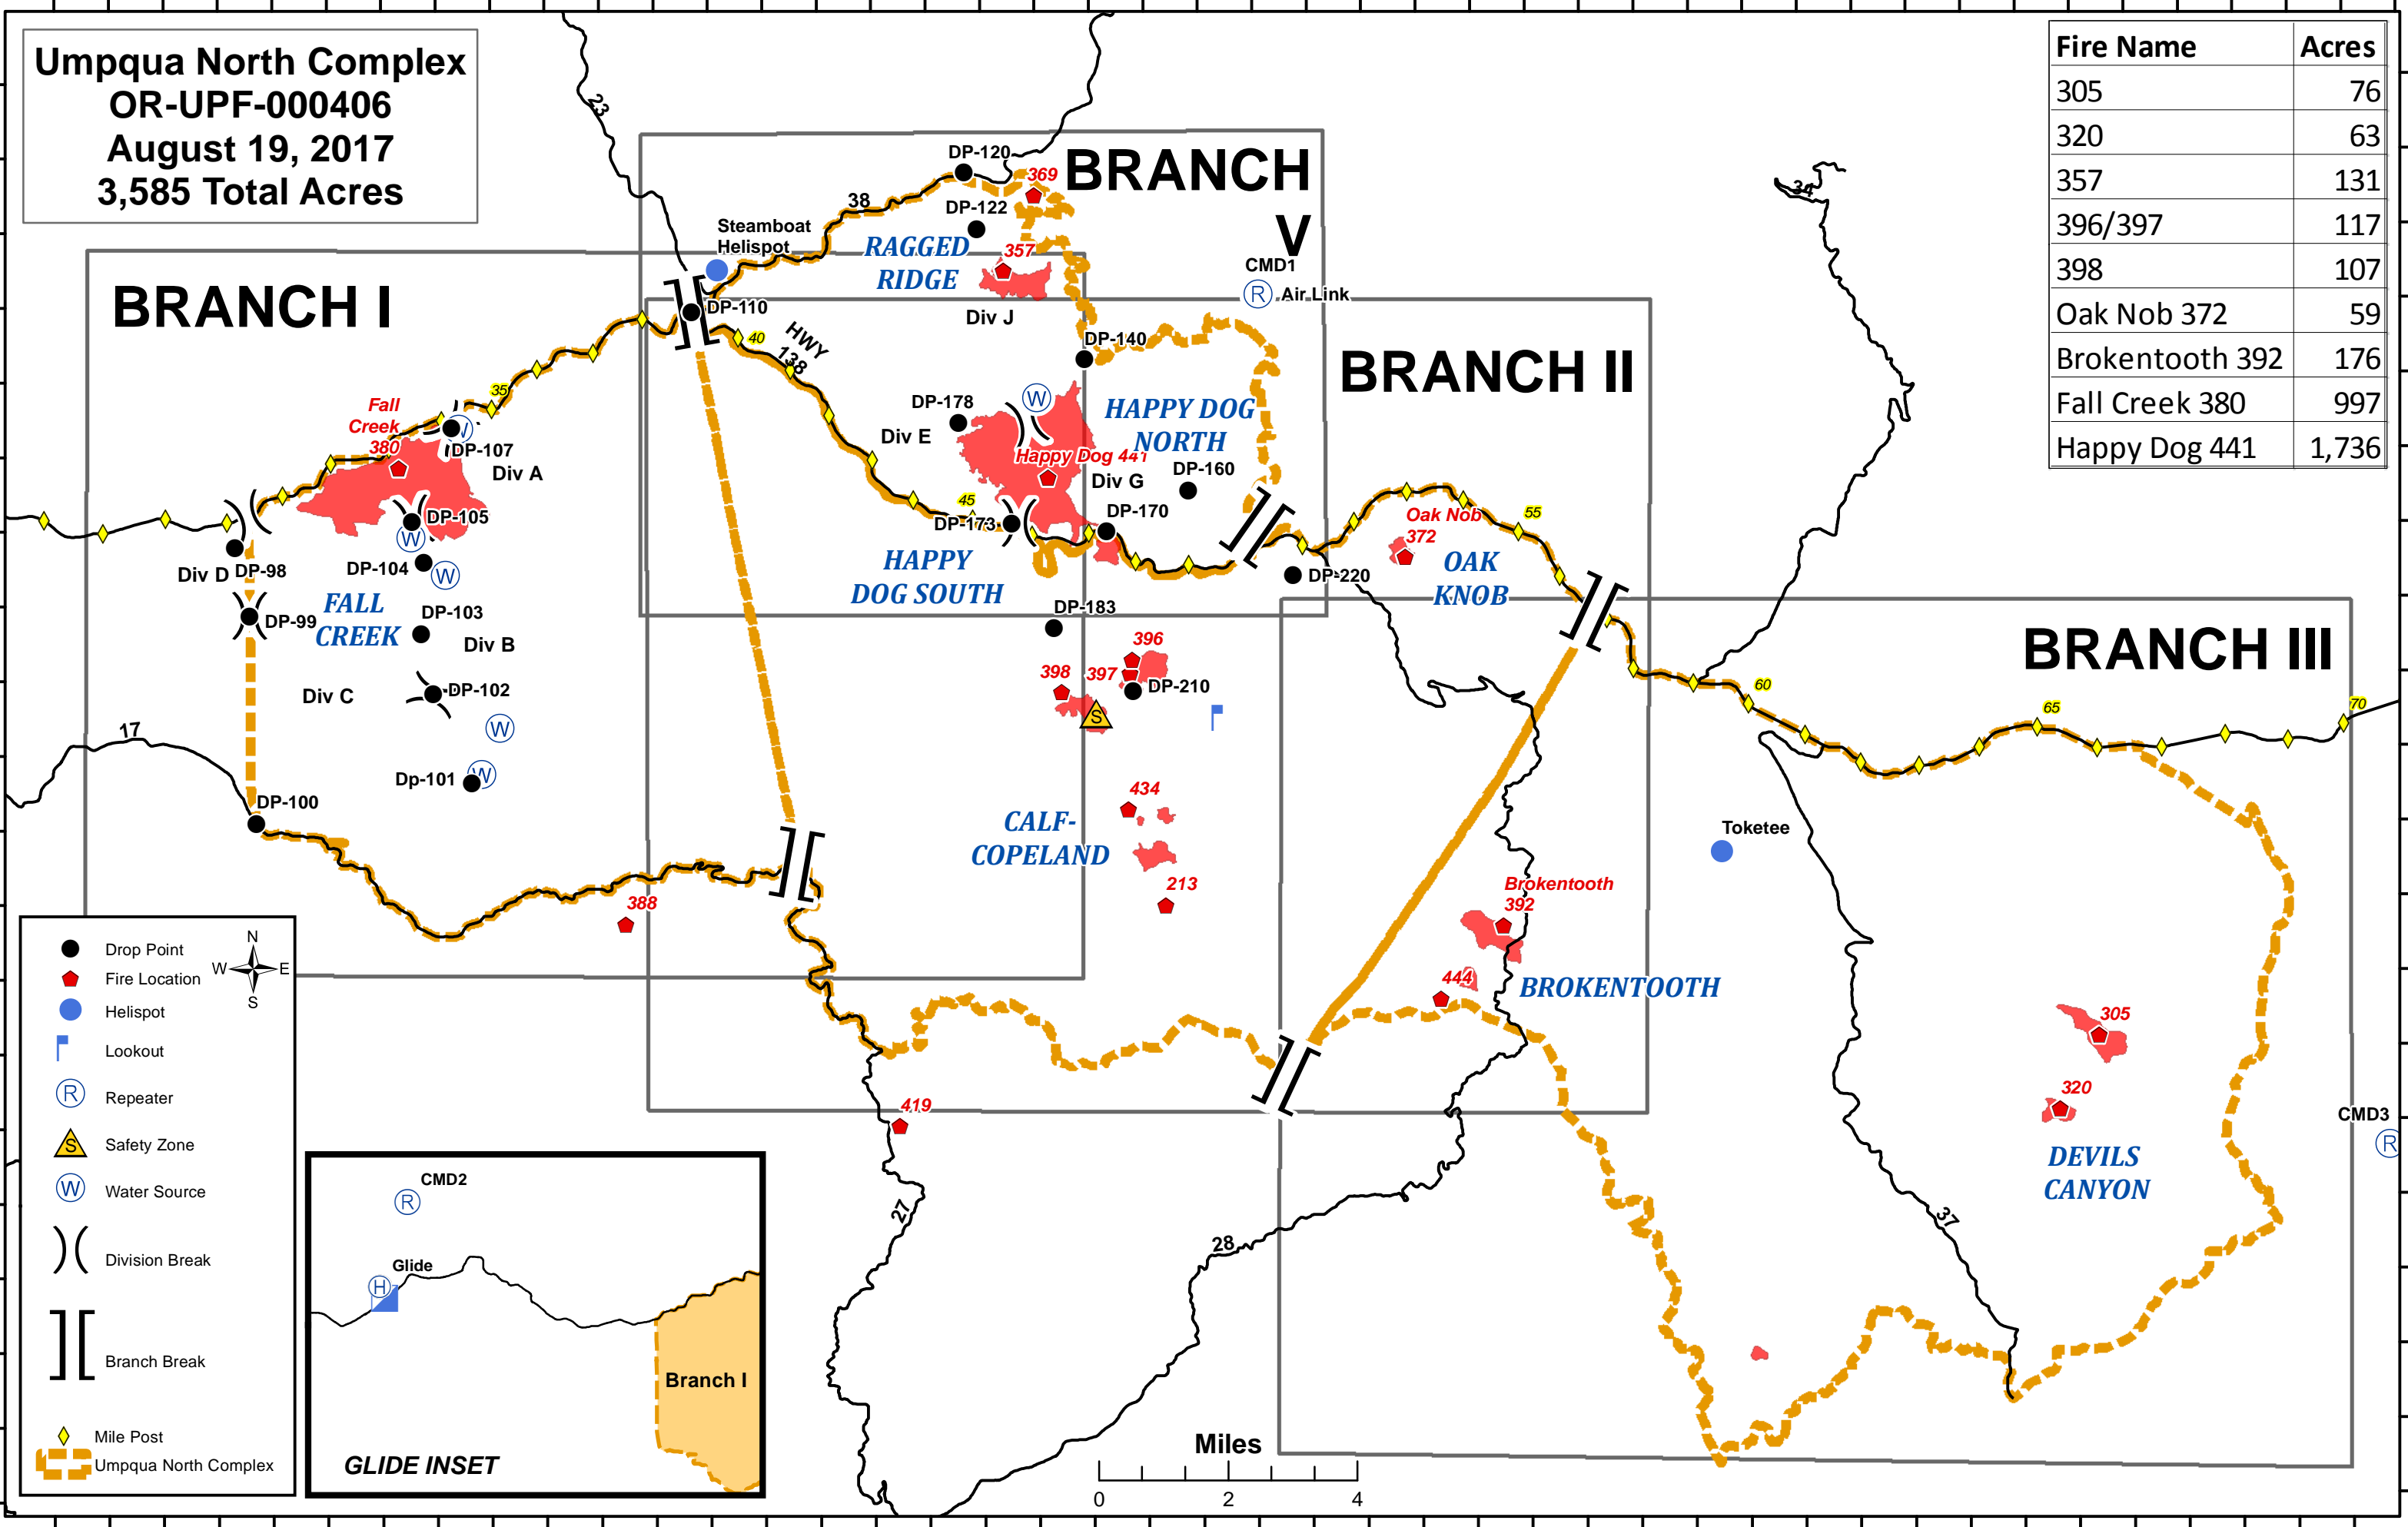 Umpqua North Complex
OR-UPF-000406
August 19, 2017
3,585 Total Acres
Fire Name Acres
305 76
320 63
357 131
396/397 117
398 107
Oak Nob 372 59
Brokentooth 392 176
Fall Creek 380 997
Happy Dog 441 1,736
23
DP-120
369
BRANCH
V
38
DP-122
34
Steamboat
Helispot
RAGGED
RIDGE
357
CMD1
R Air Link
BRANCH I
DP-110
Div J
40
HWY
138
DP-140
BRANCH II
35
Fall
Creek
380
W
DP-107
Div A
DP-178
W
Div E
HAPPY DOG
NORTH
Happy Dog 441
DP-160
Div G
45
DP-173
DP-170
DP-105
W
DP-104
W
Div D
DP-98
Oak Nob
372
55
HAPPY
DOG SOUTH
OAK
KNOB
DP-220
FALL
CREEK
DP-99
DP-103
Div B
DP-183
396
398
397
DP-210
S
BRANCH III
Div C
DP-102
W
17
60
65
70
Dp-101
W
DP-100
434
CALF-
COPELAND
213
Toketee
388
Brokentooth
392
444
BROKENTOOTH
305
320
419
DEVILS
CANYON
CMD3
R
27
28
37
N
W
E
S
Drop Point
Fire Location
Helispot
Lookout
R Repeater
S Safety Zone
W Water Source
Division Break
Branch Break
Mile Post
Umpqua North Complex
CMD2
R
Glide
H
Branch I
GLIDE INSET
Miles
0 2 4